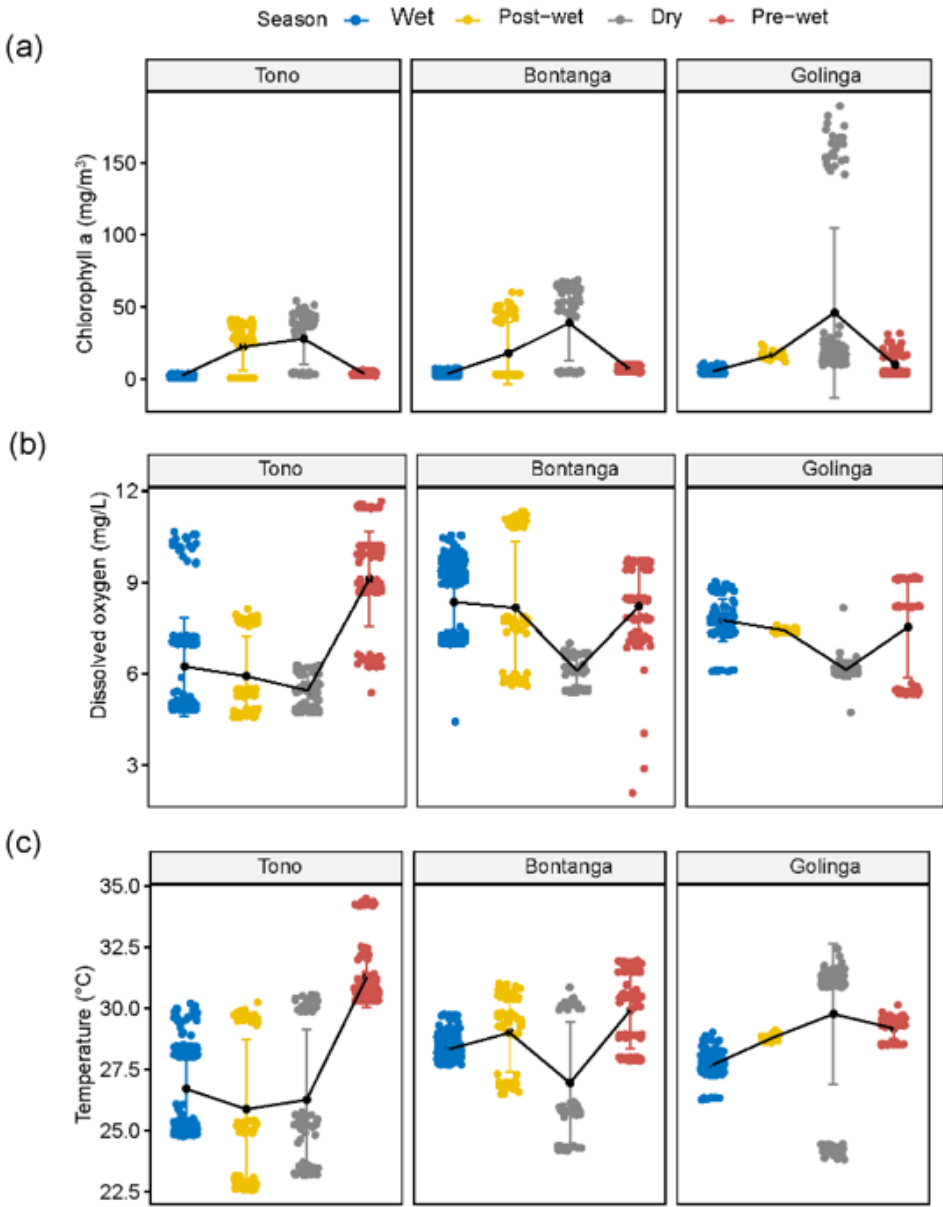 Season Wet Post-wet Dry Pre-wet
(a)
Tono Bontanga Golinga
Chlorophyll a (mg/m³)
150
100
50
0
(b)
Tono Bontanga Golinga
Dissolved oxygen (mg/L)
12
9
6
3
(c)
Tono Bontanga Golinga
Temperature (°C)
35.0
32.5
30.0
27.5
25.0
22.5